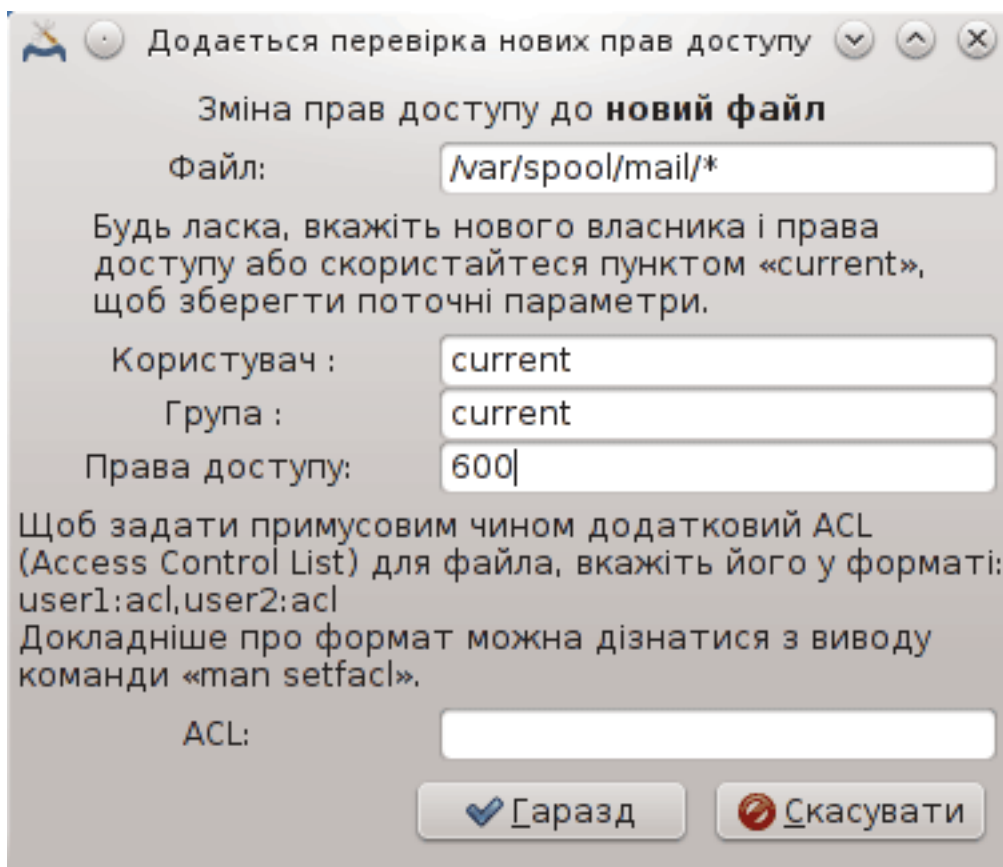 Додається перевірка нових прав доступу
Зміна прав доступу до новий файл
Файл: /var/spool/mail/*
Будь ласка, вкажіть нового власника і права
доступу або скористайтеся пунктом «current»,
щоб зберегти поточні параметри.
Користувач : current
Група : current
Права доступу: 600
Щоб задати примусовим чином додатковий ACL
(Access Control List) для файла, вкажіть його у форматі:
user1:acl,user2:acl
Докладніше про формат можна дізнатися з виводу
команди «man setfacl».
ACL:
Гаразд Скасувати